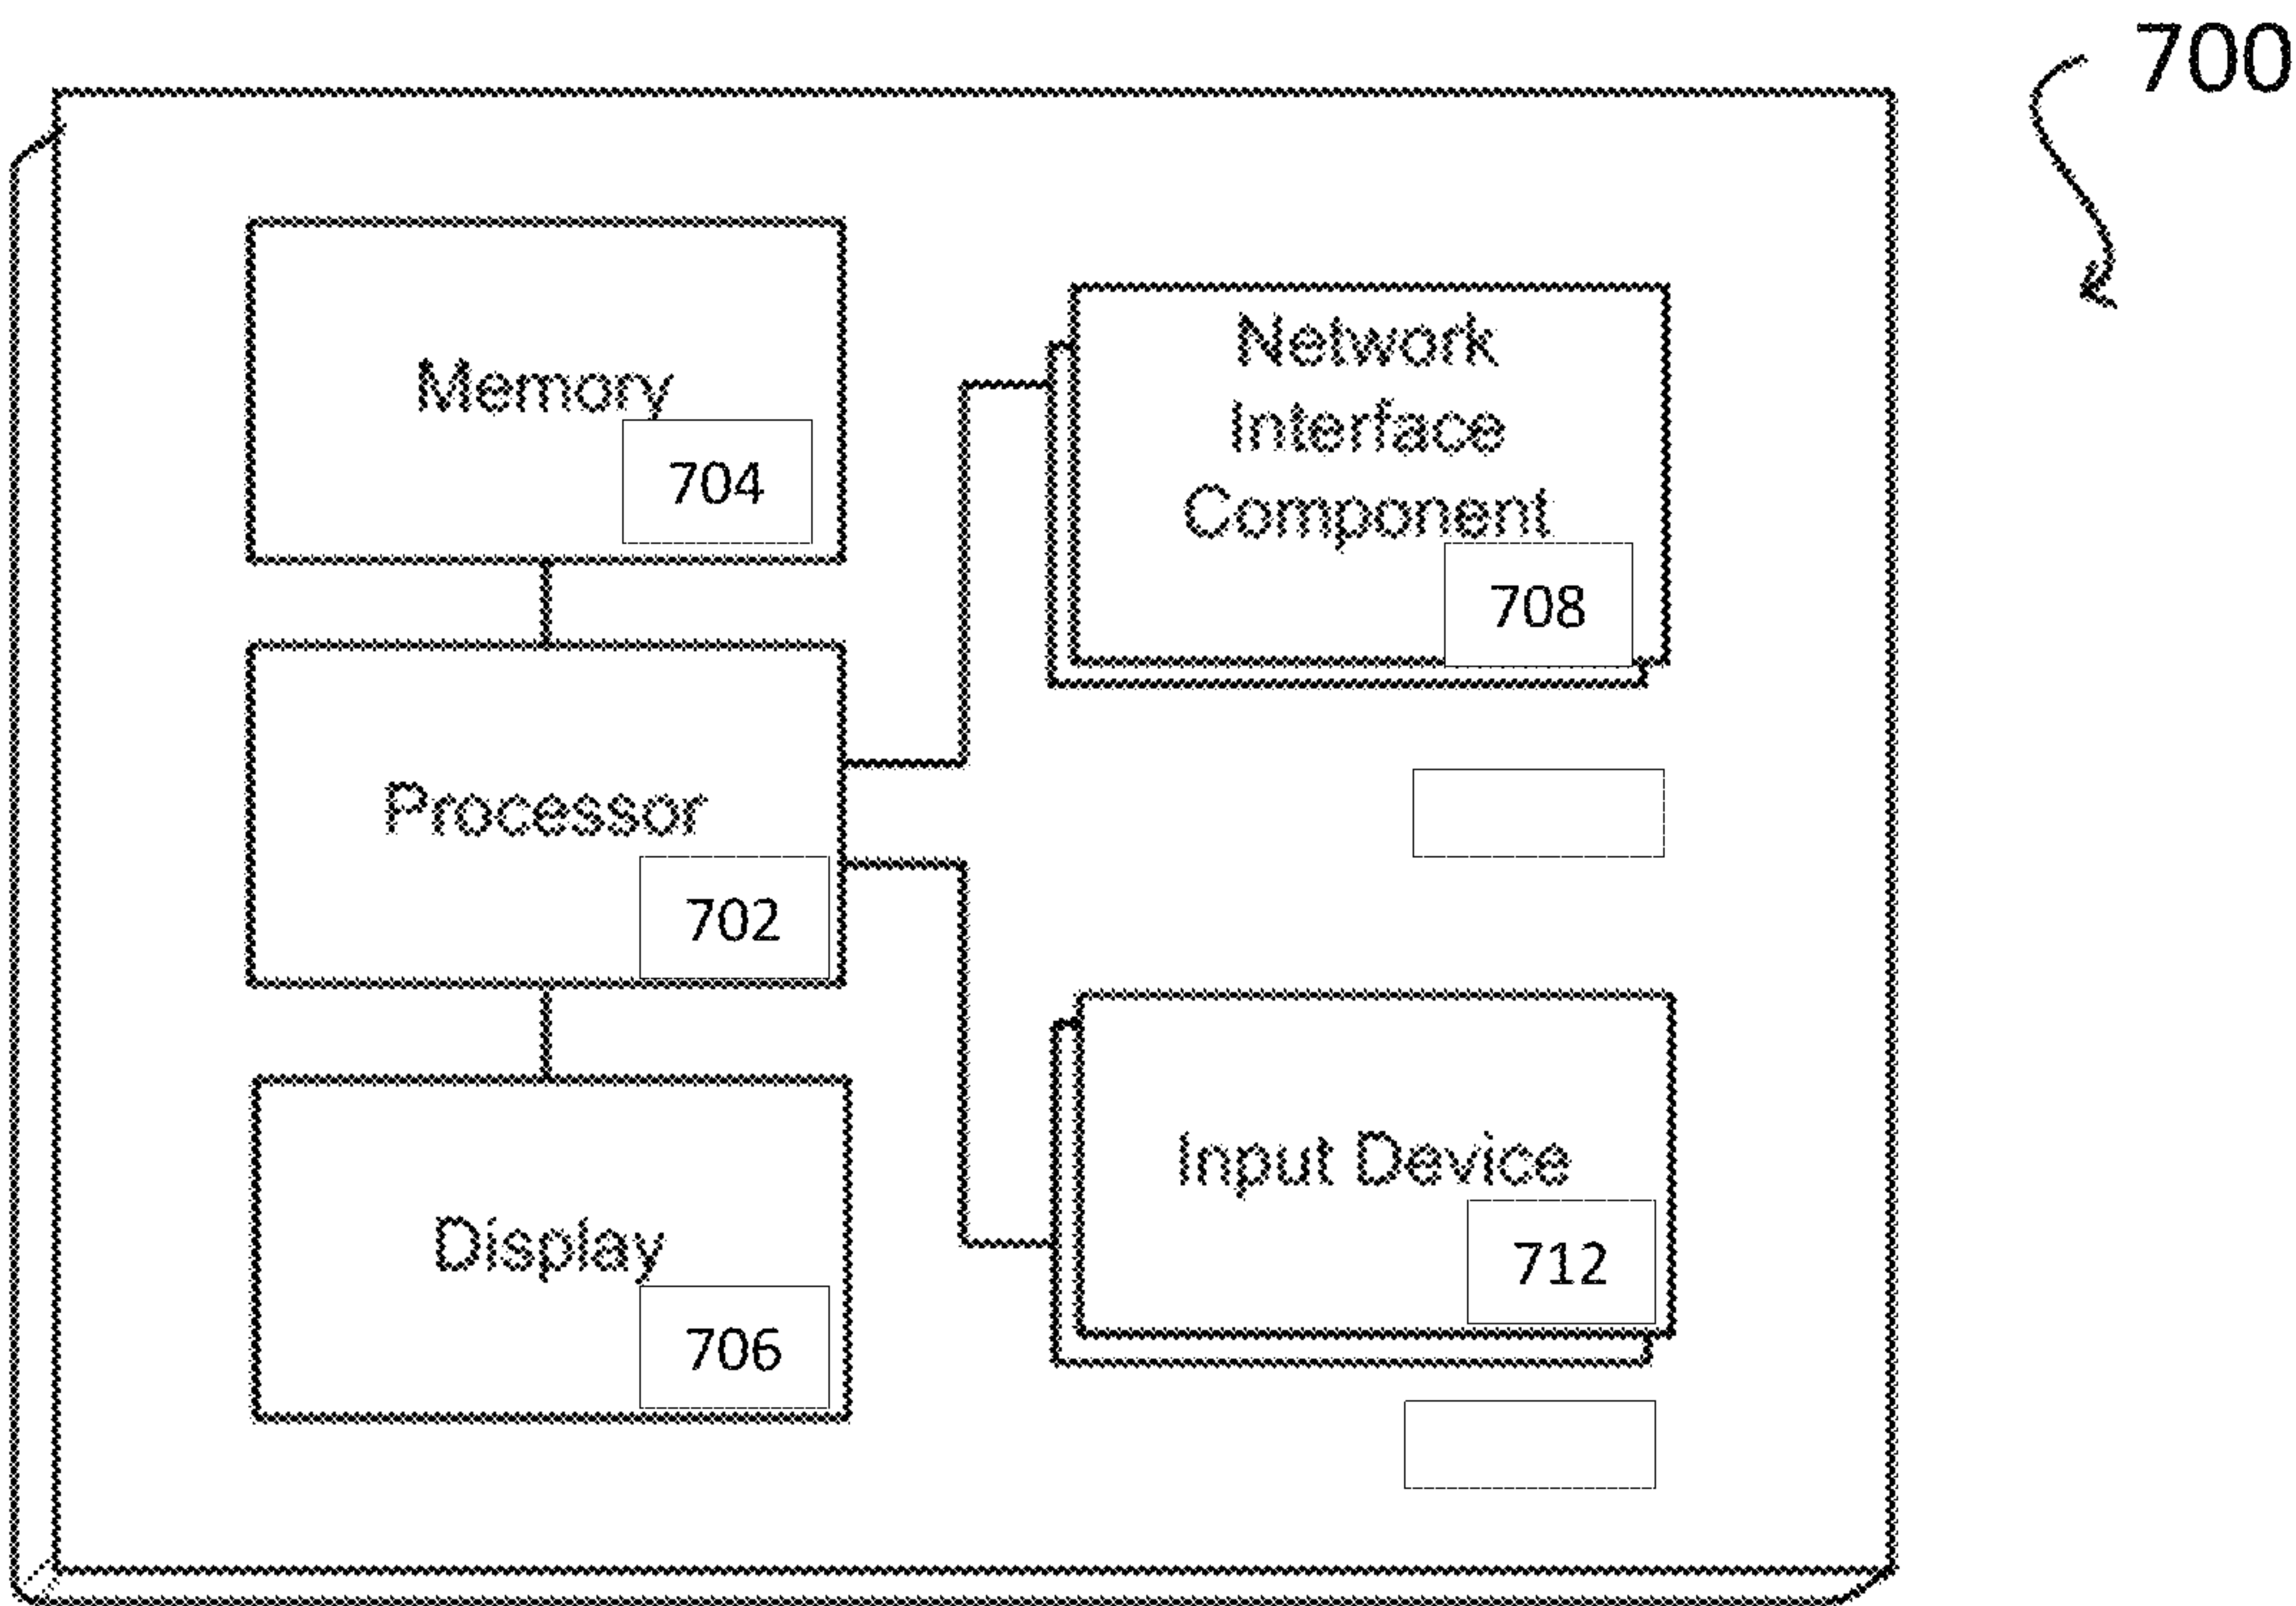 700
Memory
704
Network
Interface
Component
708
Processor
702
Input Device
712
Display
706